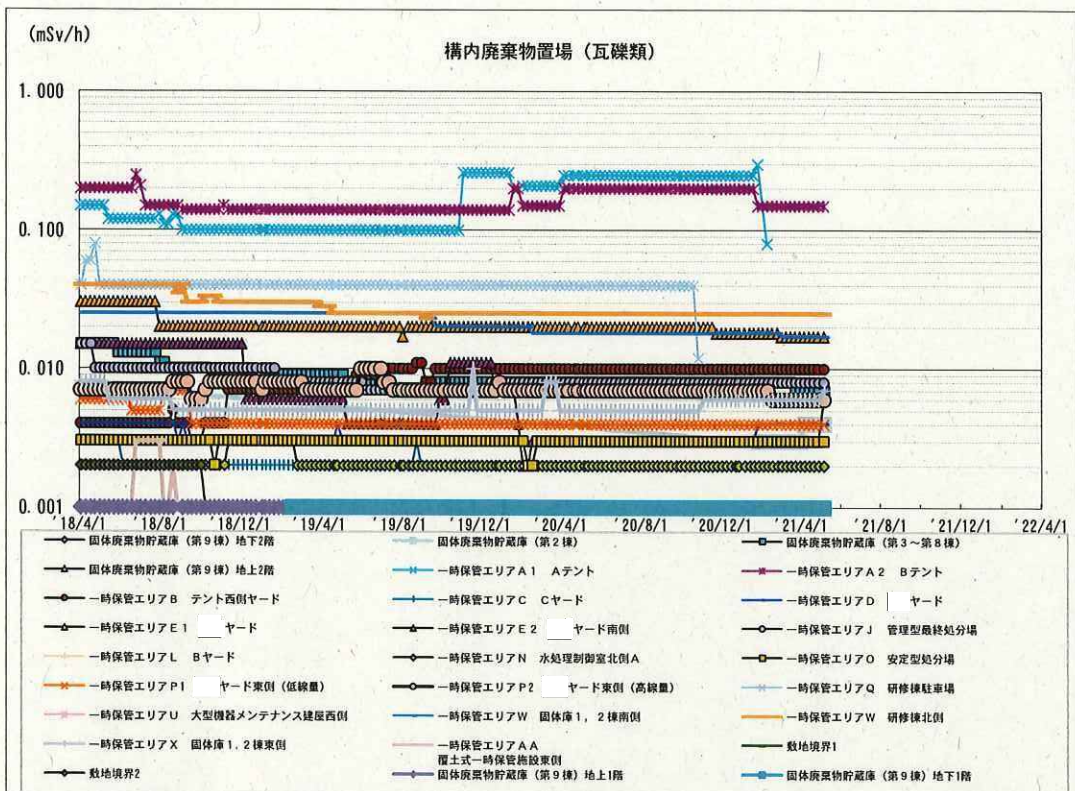 (mSv/h)
構内廃棄物置場 (瓦礫類)
1.000
0.100
0.010
0.001
'18/4/1 '18/8/1 '18/12/1 '19/4/1 '19/8/1 '19/12/1 '20/4/1 '20/8/1 '20/12/1 '21/4/1 '21/8/1 '21/12/1 '22/4/1
固体廃棄物貯蔵庫 (第9棟) 地下2階 固体廃棄物貯蔵庫 (第2棟) 固体廃棄物貯蔵庫 (第3～第8棟)
固体廃棄物貯蔵庫 (第9棟) 地上2階 一時保管エリアA1 Aテント 一時保管エリアA2 Bテント
一時保管エリアB テント西側ヤード 一時保管エリアC Cヤード 一時保管エリアD ヤード
一時保管エリアE1 ヤード 一時保管エリアE2 ヤード南側 一時保管エリアJ 管理型最終処分場
一時保管エリアL Bヤード 一時保管エリアN 水処理制御室北側A 一時保管エリアO 安定型処分場
一時保管エリアP1 ヤード東側 (低線量) 一時保管エリアP2 ヤード東側 (高線量) 一時保管エリアQ 研修棟駐車場
一時保管エリアU 大型機器メンテナンス建屋西側 一時保管エリアW 固体庫1,2棟南側 一時保管エリアW 研修棟北側
一時保管エリアX 固体庫1,2棟東側 一時保管エリアAA 敷地境界1
覆土式一時保管施設東側
敷地境界2 固体廃棄物貯蔵庫 (第9棟) 地上1階 固体廃棄物貯蔵庫 (第9棟) 地下1階